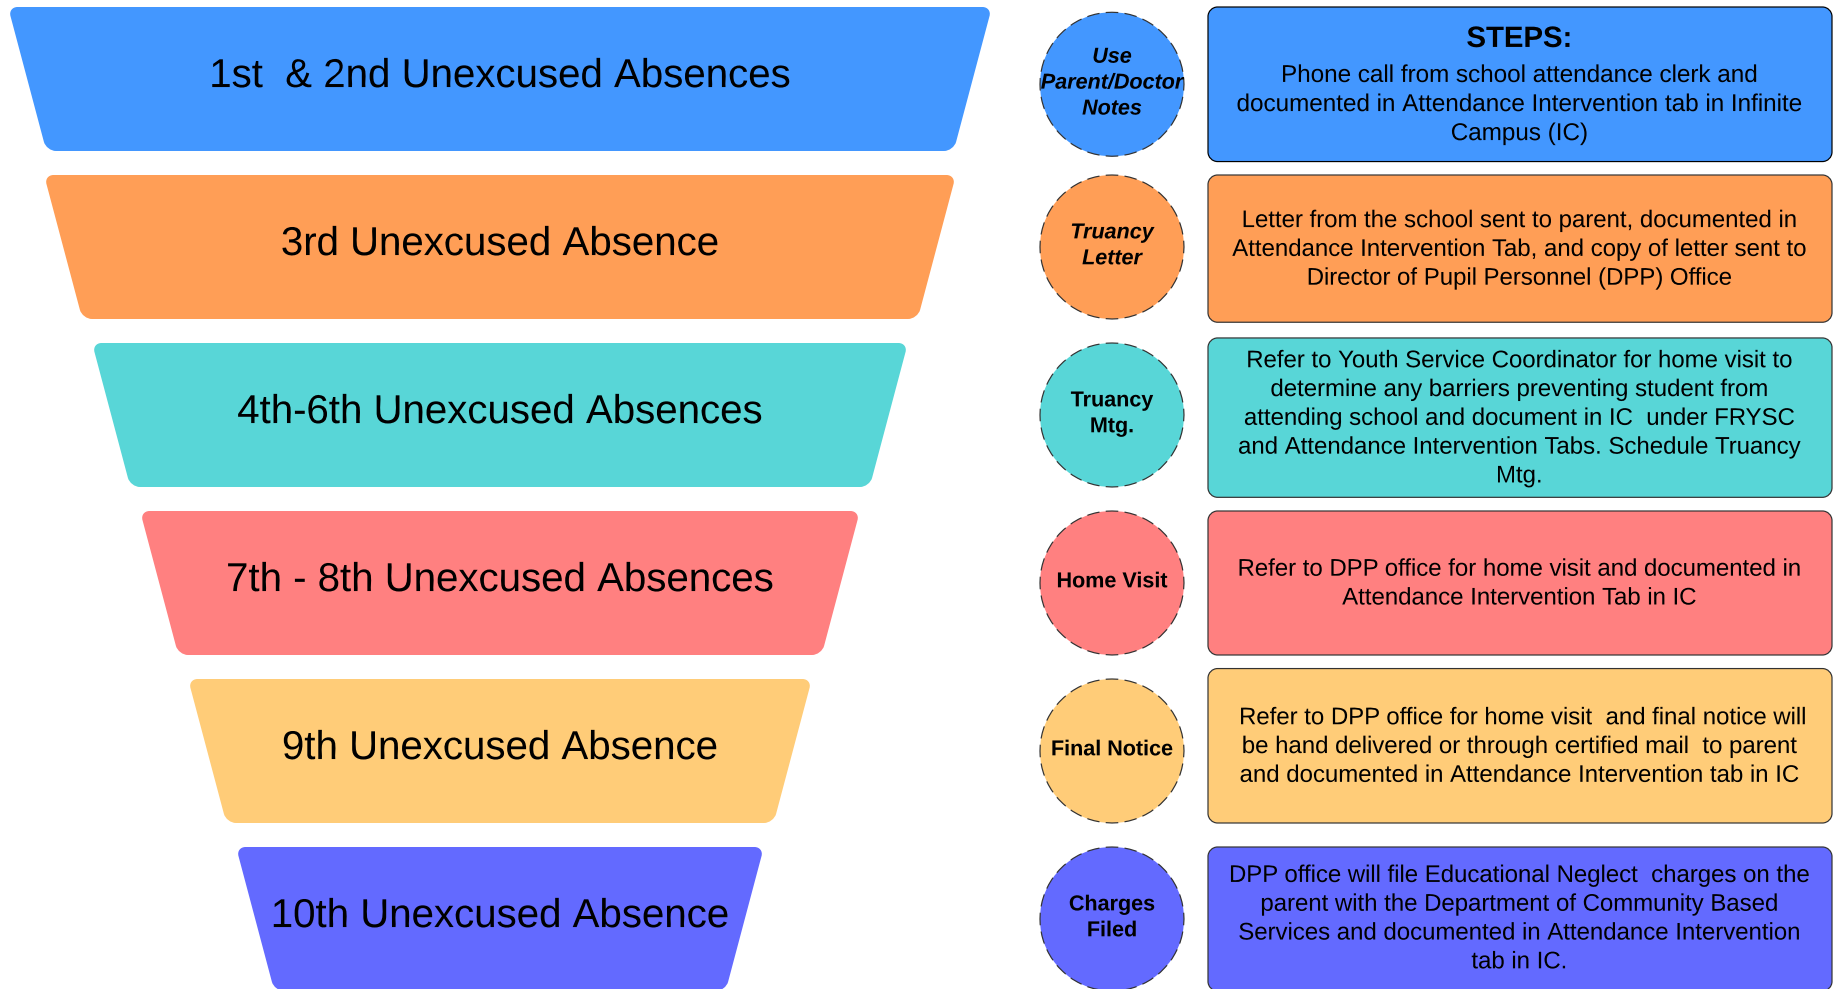 1st  & 2nd Unexcused Absences
Use
Parent/Doctor
Notes
STEPS:
Phone call from school attendance clerk and
documented in Attendance Intervention tab in Infinite
Campus (IC)
3rd Unexcused Absence
Truancy
Letter
Letter from the school sent to parent, documented in
Attendance Intervention Tab, and copy of letter sent to
Director of Pupil Personnel (DPP) Office
4th-6th Unexcused Absences
Truancy
Mtg.
Refer to Youth Service Coordinator for home visit to
determine any barriers preventing student from
attending school and document in IC  under FRYSC
and Attendance Intervention Tabs. Schedule Truancy
Mtg.
7th - 8th Unexcused Absences
Home Visit
Refer to DPP office for home visit and documented in
Attendance Intervention Tab in IC
9th Unexcused Absence
Final Notice
Refer to DPP office for home visit  and final notice will
be hand delivered or through certified mail  to parent
and documented in Attendance Intervention tab in IC
10th Unexcused Absence
Charges
Filed
DPP office will file Educational Neglect  charges on the
parent with the Department of Community Based
Services and documented in Attendance Intervention
tab in IC.